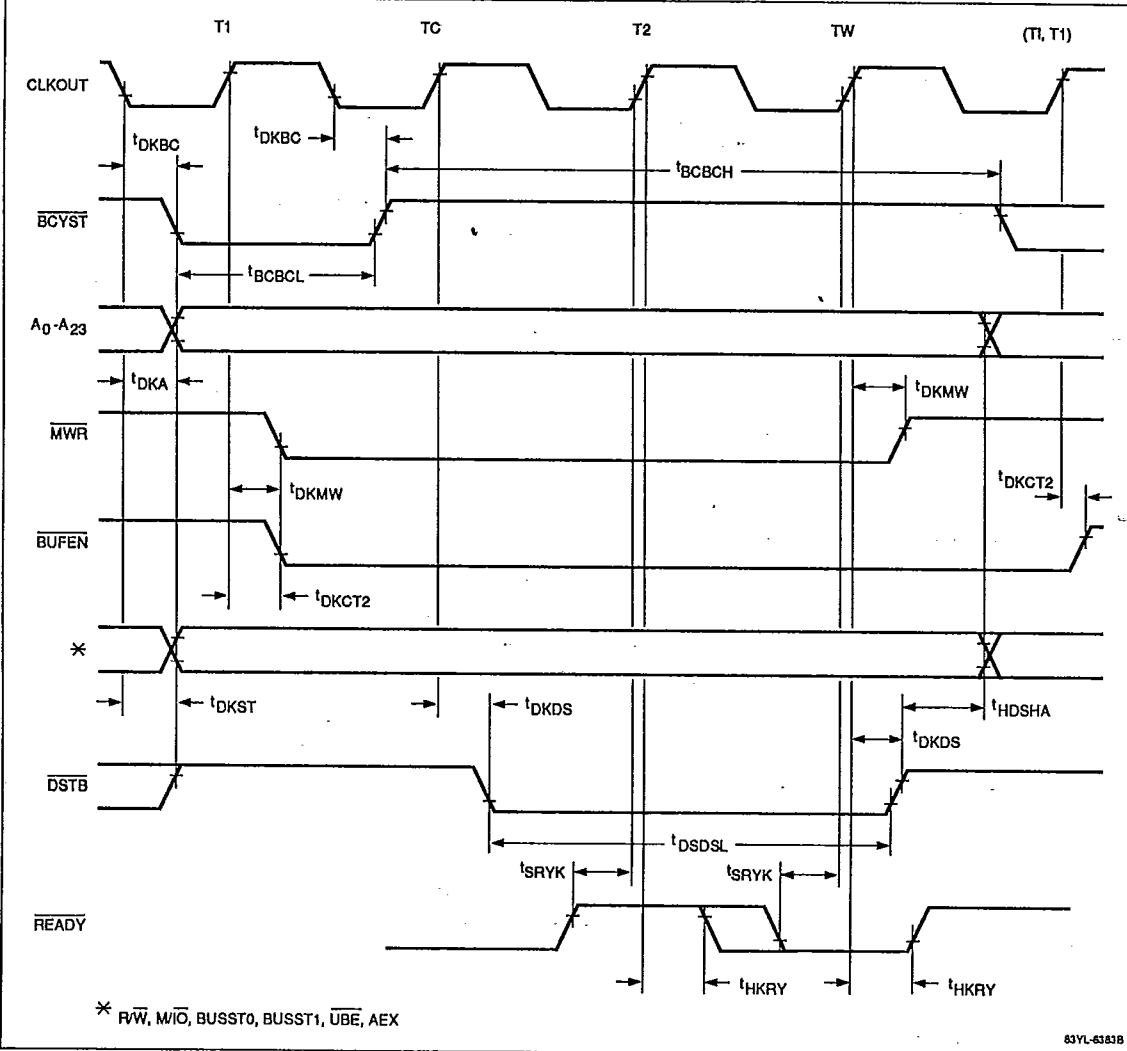 T1 TC T2 TW (TI, T1)
CLKOUT
tDKBC tDKBC
tBCBCH
BCYST
tBCBCL
A0-A23
tDKA tDKMW
MWR
tDKCT2
tDKMW
BUFEN
tDKCT2
*
tDKST tDKDS tHDSHA
tDKDS
DSTB
tDSDSL
tSRYK tSRYK
READY
tHKRY tHKRY
* R/W, M/IO, BUSST0, BUSST1, UBE, AEX
83YL-6383B